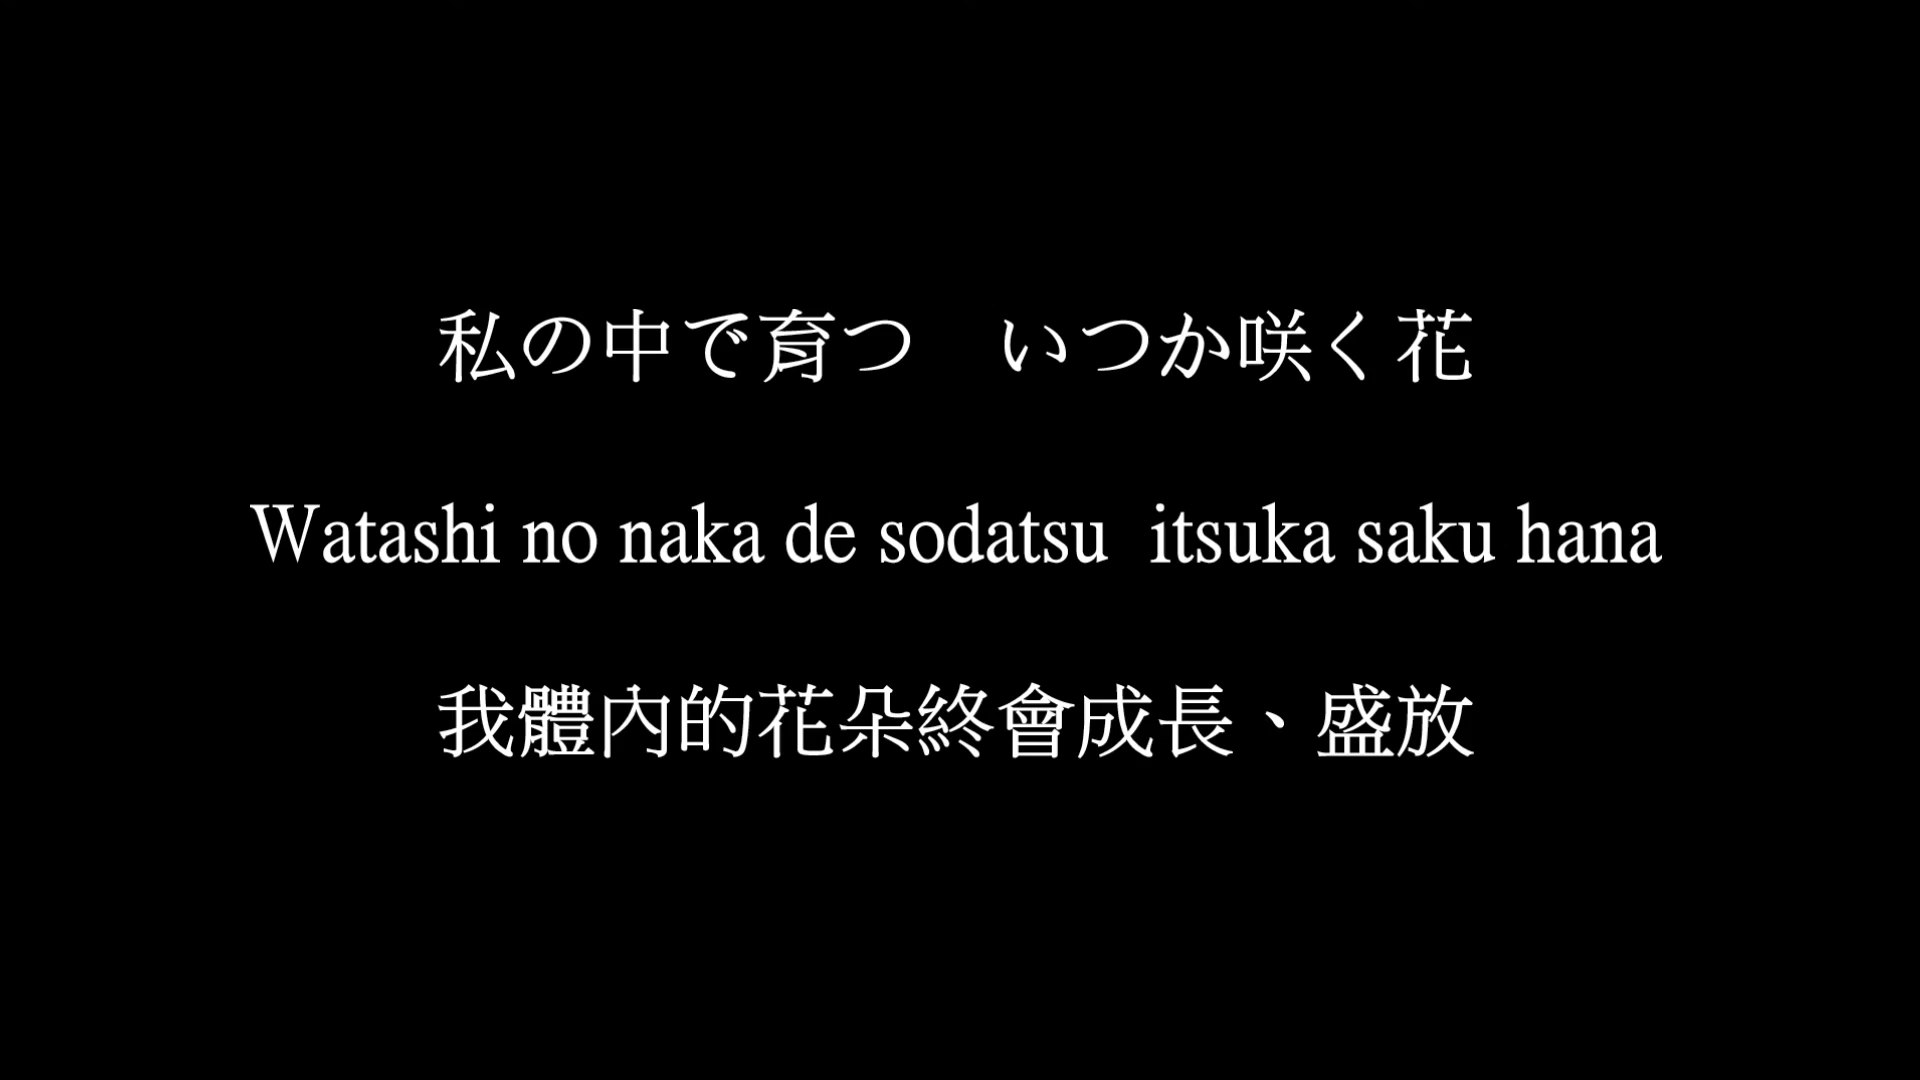 私の中で育つ　いつか咲く花
Watashi no naka de sodatsu  itsuka saku hana
我體內的花朵終會成長、盛放